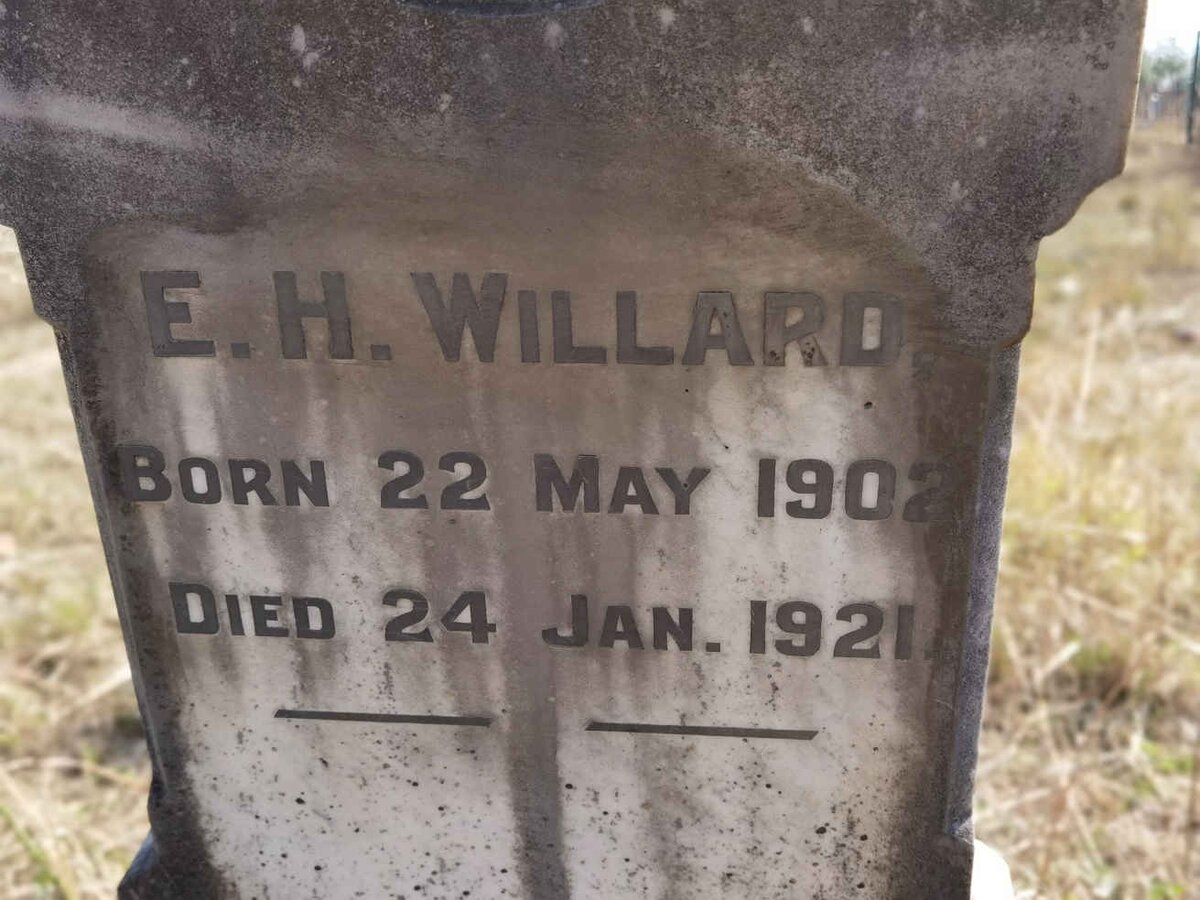 E. H. WILLARD.
BORN 22 MAY 1902
DIED 24 JAN. 1921.